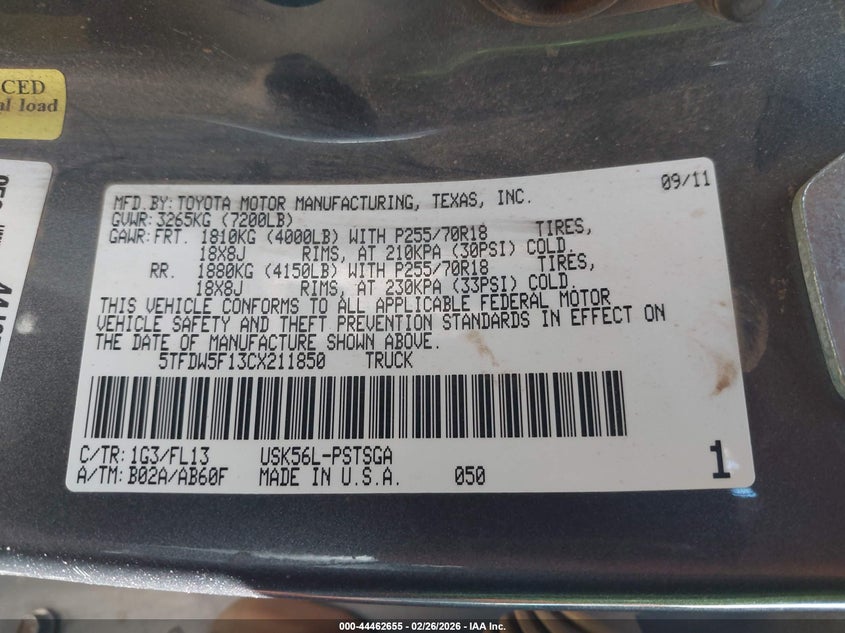 CED
al load
MFD.BY: TOYOTA MOTOR MANUFACTURING, TEXAS, INC. 09/11
GVWR: 3265KG (7200LB)
GAWR: FRT. 1810KG (4000LB) WITH P255/70R18 TIRES,
18X8J RIMS, AT 210KPA (30PSI) COLD.
RR. 1880KG (4150LB) WITH P255/70R18 TIRES,
18X8J RIMS, AT 230KPA (33PSI) COLD.
THIS VEHICLE CONFORMS TO ALL APPLICABLE FEDERAL MOTOR
VEHICLE SAFETY AND THEFT PREVENTION STANDARDS IN EFFECT ON
THE DATE OF MANUFACTURE SHOWN ABOVE.
5TFDW5F13CX211850 TRUCK
C/TR: 1G3/FL13 USK56L-PSTSGA
A/TM: B02A/AB60F MADE IN U.S.A. 050 1
000-44462655 - 02/26/2026 - IAA Inc.